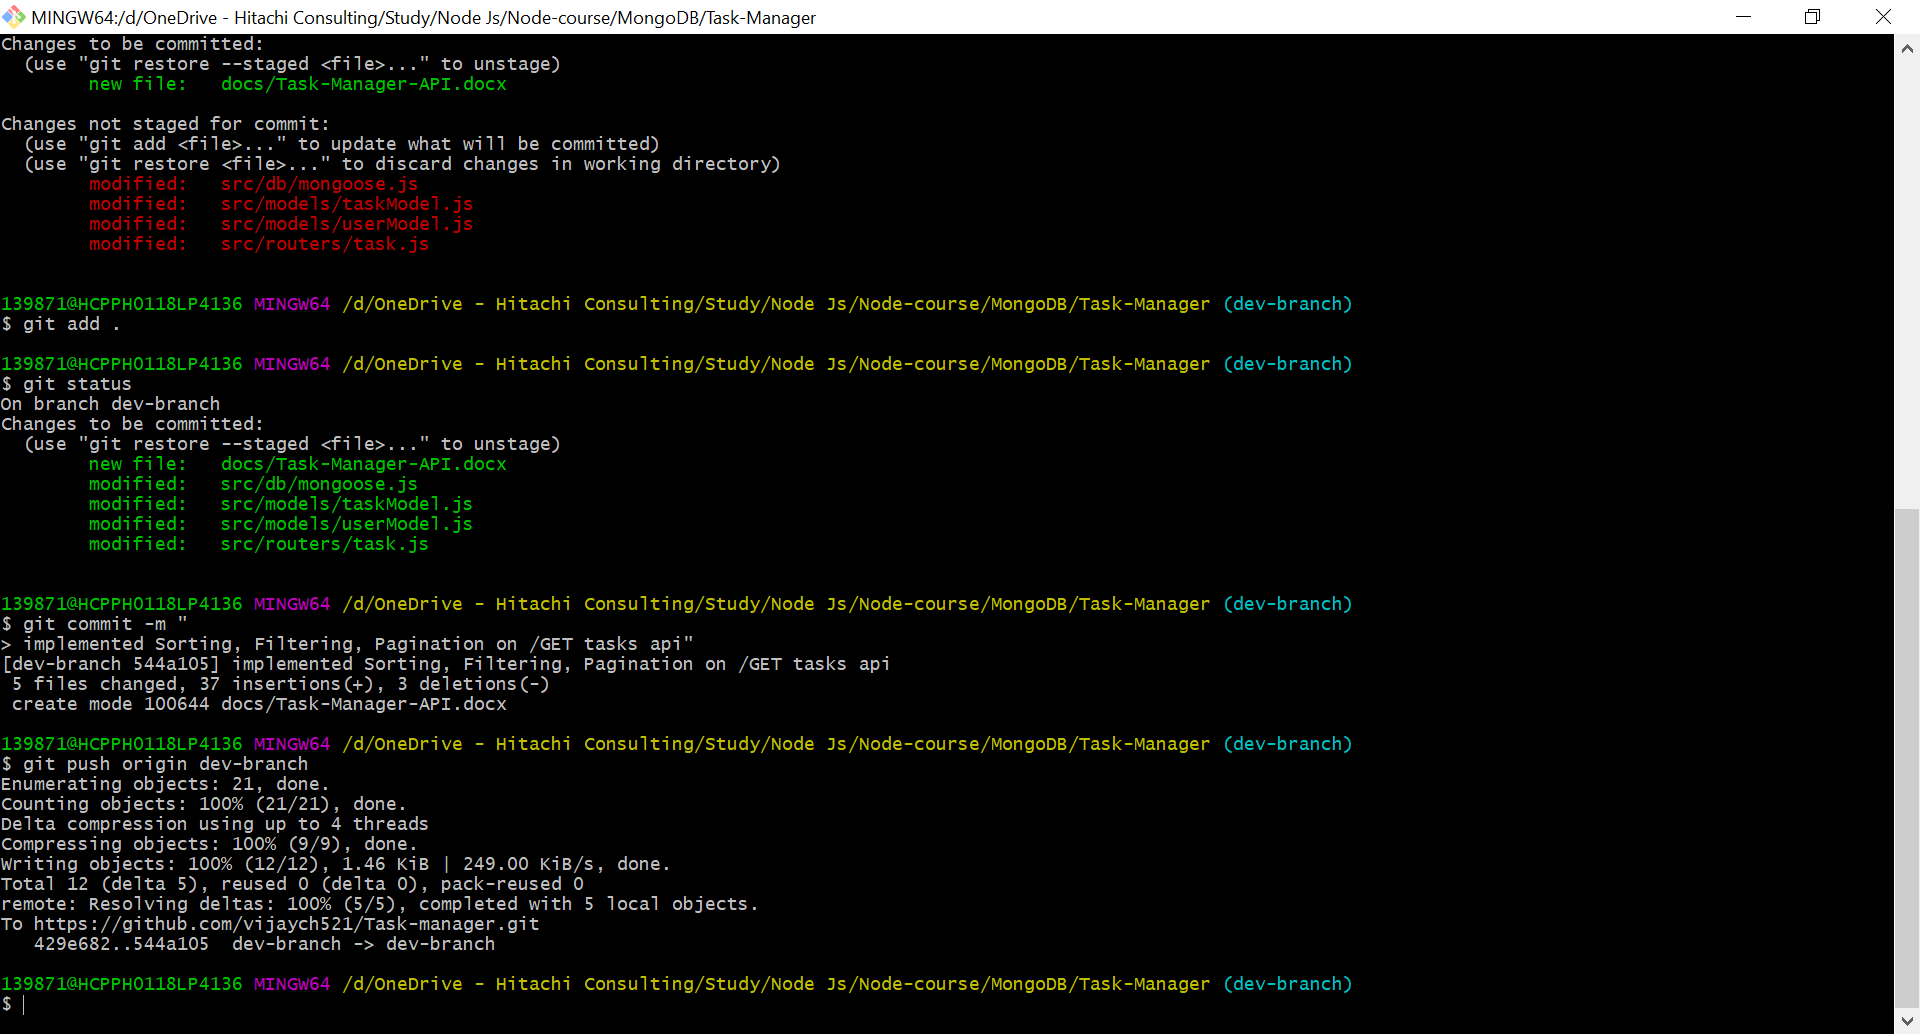 MINGW64:/d/OneDrive - Hitachi Consulting/Study/Node Js/Node-course/MongoDB/Task-Manager
Changes to be committed:
  (use "git restore --staged <file>..." to unstage)
        new file:   docs/Task-Manager-API.docx

Changes not staged for commit:
  (use "git add <file>..." to update what will be committed)
  (use "git restore <file>..." to discard changes in working directory)
        modified:   src/db/mongoose.js
        modified:   src/models/taskModel.js
        modified:   src/models/userModel.js
        modified:   src/routers/task.js

139871@HCPPH0118LP4136 MINGW64 /d/OneDrive - Hitachi Consulting/Study/Node Js/Node-course/MongoDB/Task-Manager (dev-branch)
$ git add .

139871@HCPPH0118LP4136 MINGW64 /d/OneDrive - Hitachi Consulting/Study/Node Js/Node-course/MongoDB/Task-Manager (dev-branch)
$ git status
On branch dev-branch
Changes to be committed:
  (use "git restore --staged <file>..." to unstage)
        new file:   docs/Task-Manager-API.docx
        modified:   src/db/mongoose.js
        modified:   src/models/taskModel.js
        modified:   src/models/userModel.js
        modified:   src/routers/task.js

139871@HCPPH0118LP4136 MINGW64 /d/OneDrive - Hitachi Consulting/Study/Node Js/Node-course/MongoDB/Task-Manager (dev-branch)
$ git commit -m "
> implemented Sorting, Filtering, Pagination on /GET tasks api"
[dev-branch 544a105] implemented Sorting, Filtering, Pagination on /GET tasks api
 5 files changed, 37 insertions(+), 3 deletions(-)
 create mode 100644 docs/Task-Manager-API.docx

139871@HCPPH0118LP4136 MINGW64 /d/OneDrive - Hitachi Consulting/Study/Node Js/Node-course/MongoDB/Task-Manager (dev-branch)
$ git push origin dev-branch
Enumerating objects: 21, done.
Counting objects: 100% (21/21), done.
Delta compression using up to 4 threads
Compressing objects: 100% (9/9), done.
Writing objects: 100% (12/12), 1.46 KiB | 249.00 KiB/s, done.
Total 12 (delta 5), reused 0 (delta 0), pack-reused 0
remote: Resolving deltas: 100% (5/5), completed with 5 local objects.
To https://github.com/vijaych521/Task-manager.git
   429e682..544a105  dev-branch -> dev-branch

139871@HCPPH0118LP4136 MINGW64 /d/OneDrive - Hitachi Consulting/Study/Node Js/Node-course/MongoDB/Task-Manager (dev-branch)
$